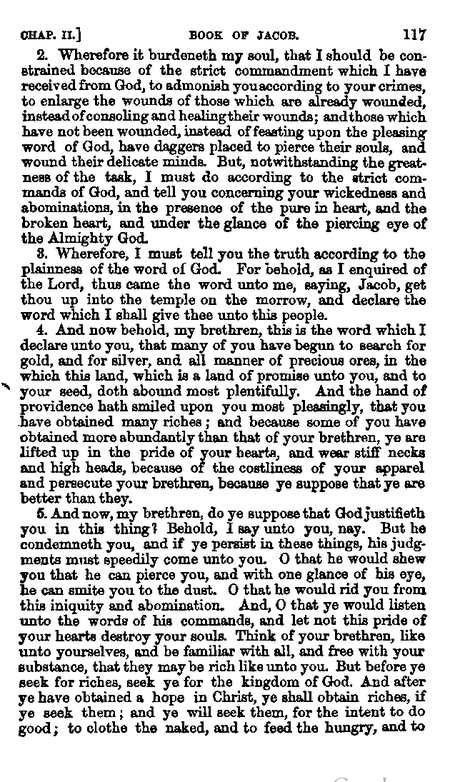 CHAP. II.] BOOK OF JACOB. 117
2. Wherefore it burdeneth my soul, that I should be con-
strained because of the strict commandment which I have
received from God, to admonish you according to your crimes,
to enlarge the wounds of those which are already wounded,
instead of consoling and healing their wounds; and those which
have not been wounded, instead of feasting upon the pleasing
word of God, have daggers placed to pierce their souls, and
wound their delicate minds. But, notwithstanding the great-
ness of the task, I must do according to the strict com-
mands of God, and tell you concerning your wickedness and
abominations, in the presence of the pure in heart, and the
broken heart, and under the glance of the piercing eye of
the Almighty God.
3. Wherefore, I must tell you the truth according to the
plainness of the word of God. For behold, as I enquired of
the Lord, thus came the word unto me, saying, Jacob, get
thou up into the temple on the morrow, and declare the
word which I shall give thee unto this people.
4. And now behold, my brethren, this is the word which I
declare unto you, that many of you have begun to search for
gold, and for silver, and all manner of precious ores, in the
which this land, which is a land of promise unto you, and to
your seed, doth abound most plentifully. And the hand of
providence hath smiled upon you most pleasingly, that you
have obtained many riches; and because some of you have
obtained more abundantly than that of your brethren, ye are
lifted up in the pride of your hearts, and wear stiff necks
and high heads, because of the costliness of your apparel
and persecute your brethren, because ye suppose that ye are
better than they.
5. And now, my brethren, do ye suppose that God justifieth
you in this thing? Behold, I say unto you, nay. But he
condemneth you, and if ye persist in these things, his judg-
ments must speedily come unto you. O that he would shew
you that he can pierce you, and with one glance of his eye,
he can smite you to the dust. O that he would rid you from
this iniquity and abomination. And, O that ye would listen
unto the words of his commands, and let not this pride of
your hearts destroy your souls. Think of your brethren, like
unto yourselves, and be familiar with all, and free with your
substance, that they may be rich like unto you. But before ye
seek for riches, seek ye for the kingdom of God. And after
ye have obtained a hope in Christ, ye shall obtain riches, if
ye seek them; and ye will seek them, for the intent to do
good; to clothe the naked, and to feed the hungry, and to